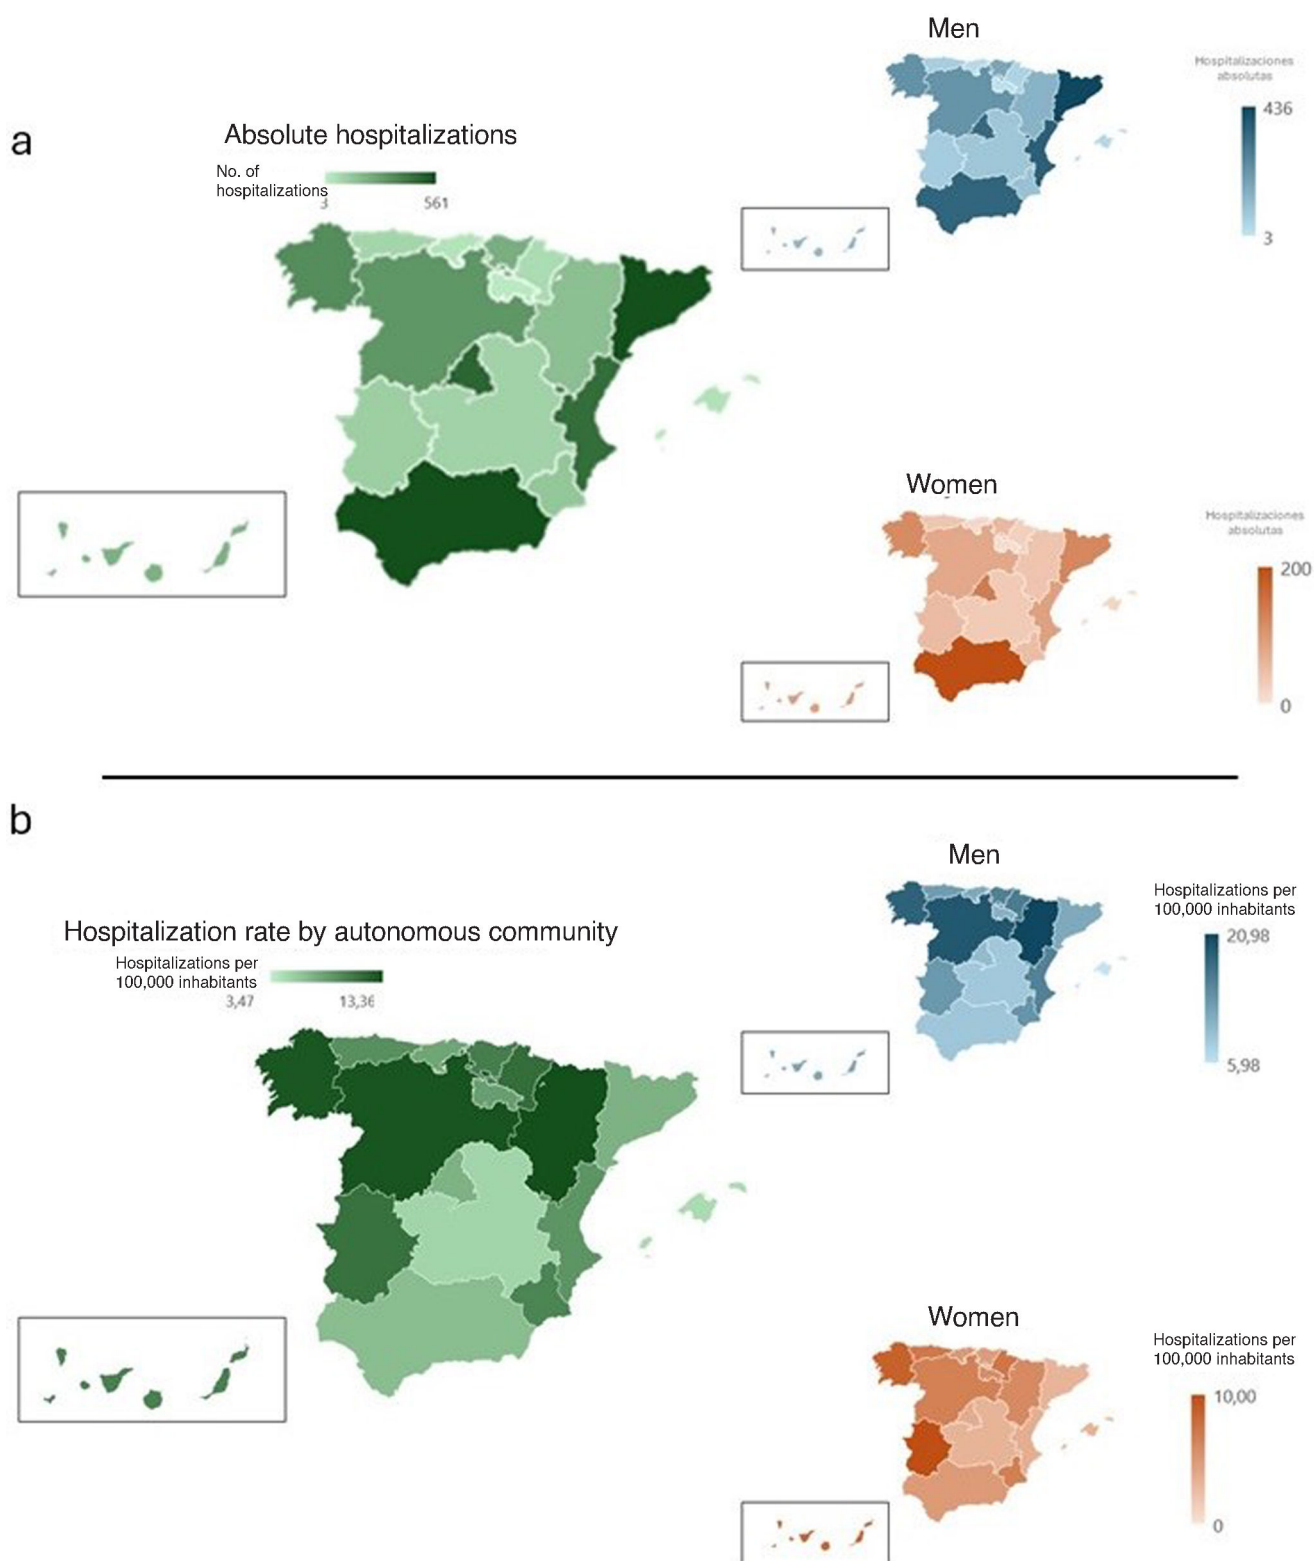 Men
Hospitalizaciones
absolutas
436
3
a
Absolute hospitalizations
No. of
hospitalizations
3
561
Women
Hospitalizaciones
absolutas
200
0
b
Men
Hospitalizations per
100,000 inhabitants
20,98
5,98
Hospitalization rate by autonomous community
Hospitalizations per
100,000 inhabitants
3,47
13,36
Women
Hospitalizations per
100,000 inhabitants
10,00
0